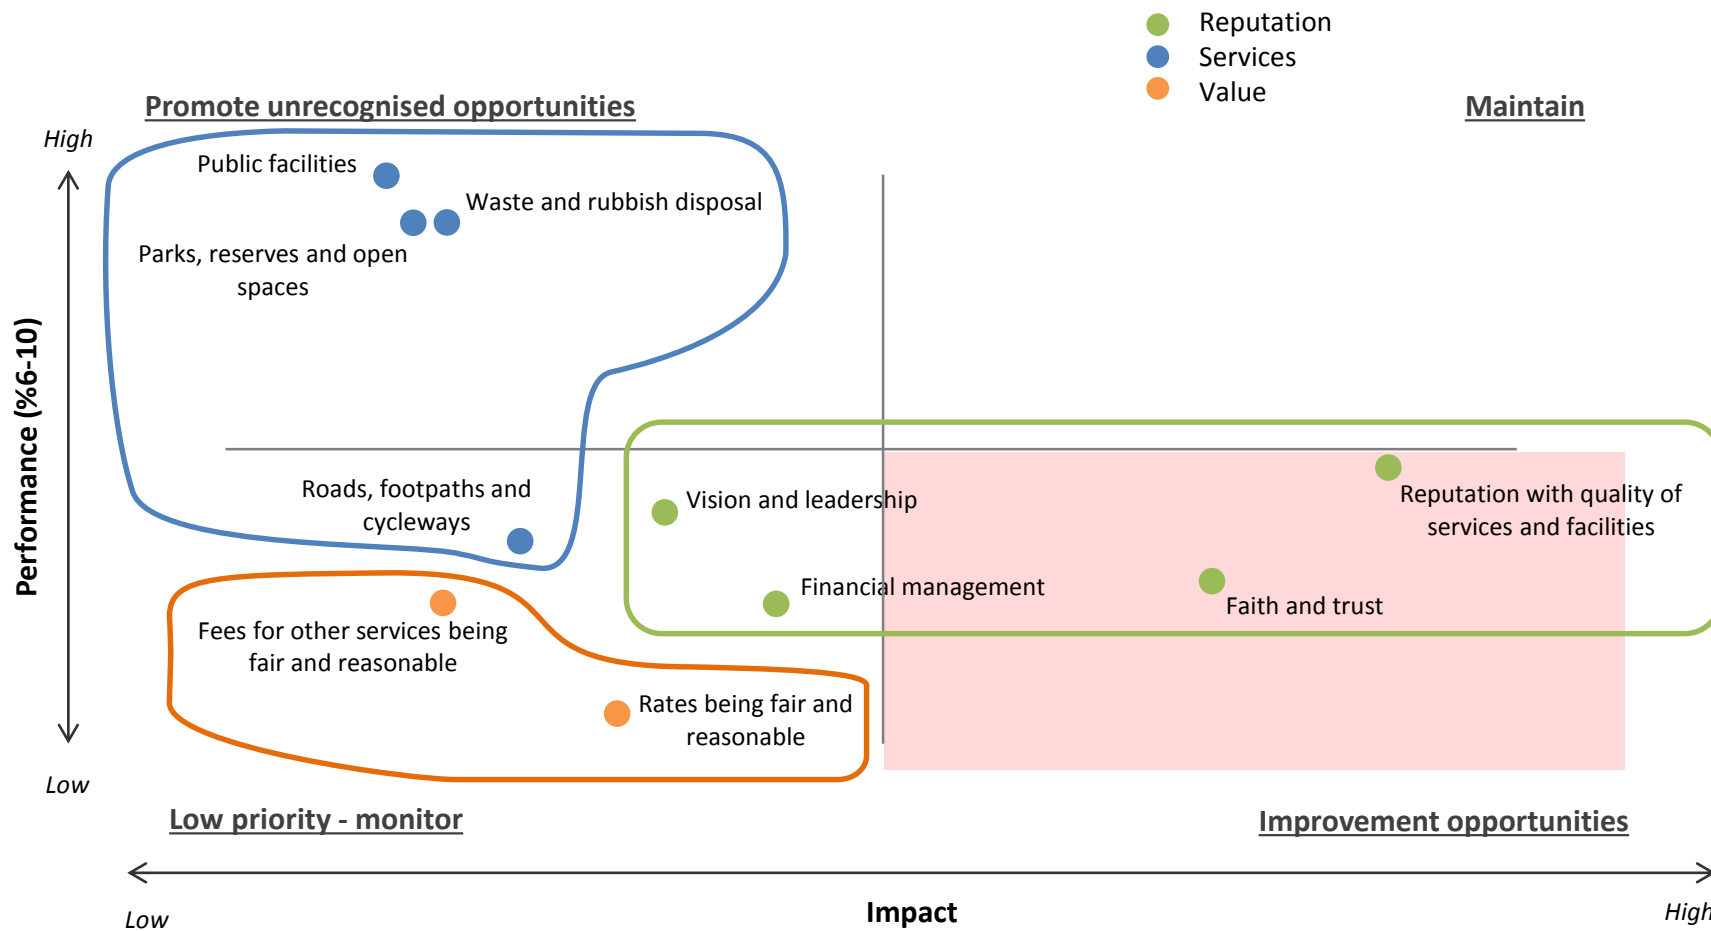 Reputation
Services
Value
Promote unrecognised opportunities
Maintain
High
Public facilities
Waste and rubbish disposal
Parks, reserves and open
spaces
Performance (%6-10)
Roads, footpaths and
cycleways
Vision and leadership
Reputation with quality of
services and facilities
Financial management
Faith and trust
Fees for other services being
fair and reasonable
Rates being fair and
reasonable
Low
Low priority - monitor
Improvement opportunities
Low
Impact
High